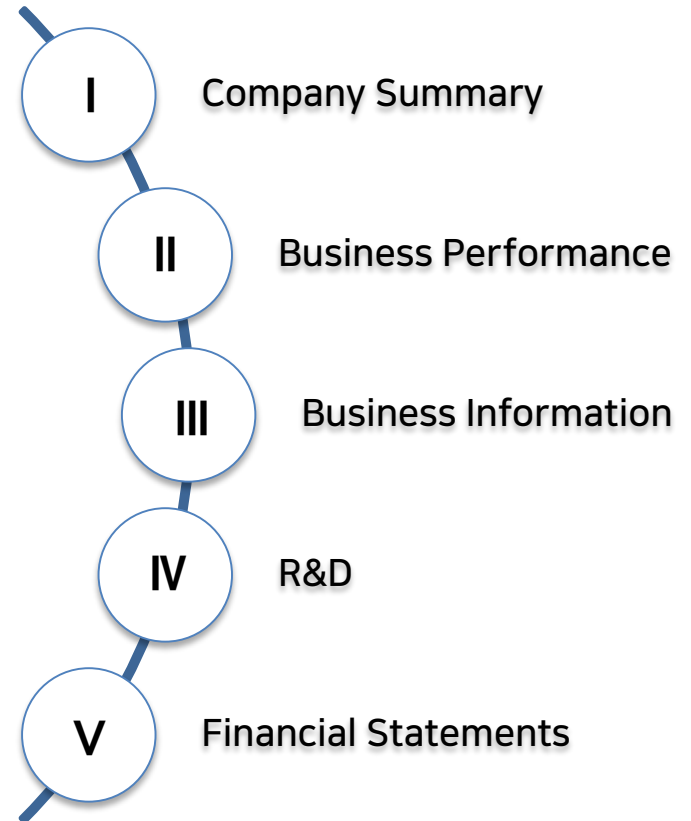 I
Company Summary
II
Business Performance
III
Business Information
IV
R&D
V
Financial Statements